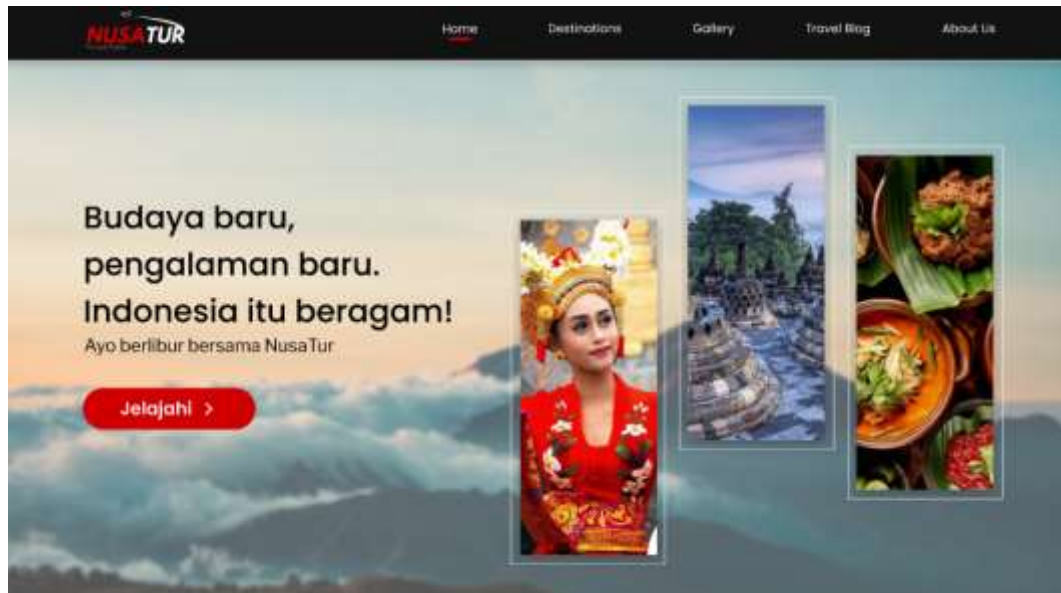 NUSATUR
Home
Destinations
Gallery
Travel Blog
About Us
Budaya baru,
pengalaman baru.
Indonesia itu beragam!
Ayo berlibur bersama NusaTur
Jelajahi >